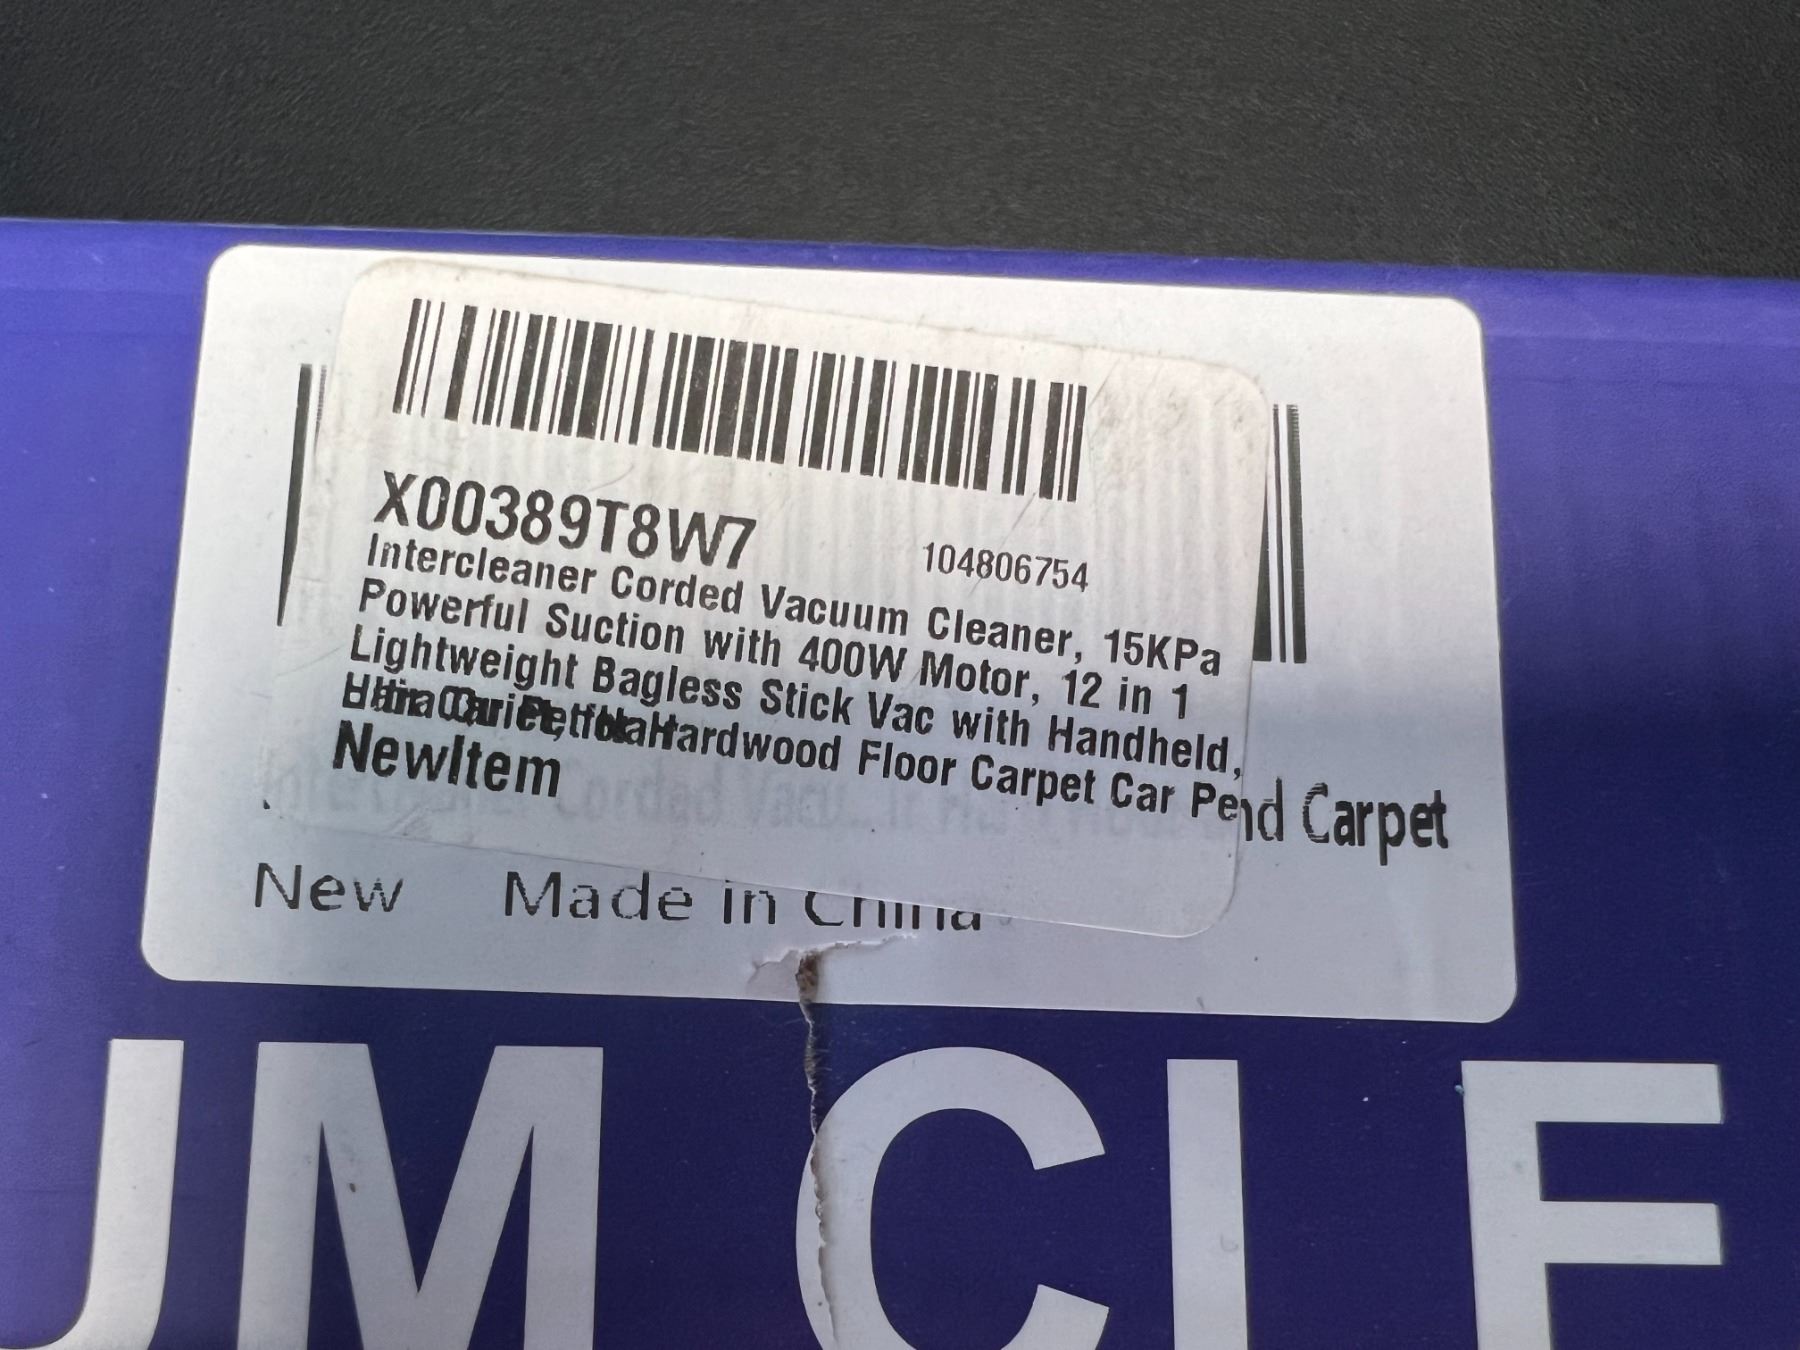 X00389T8W7
104806754
Intercleaner Corded Vacuum Cleaner, 15KPa
Powerful Suction with 400W Motor, 12 in 1
Lightweight Bagless Stick Vac with Handheld,
Hardwood Floor Carpet Car Pe
nd Carpet
NewItem
New Made in China
UM CLE